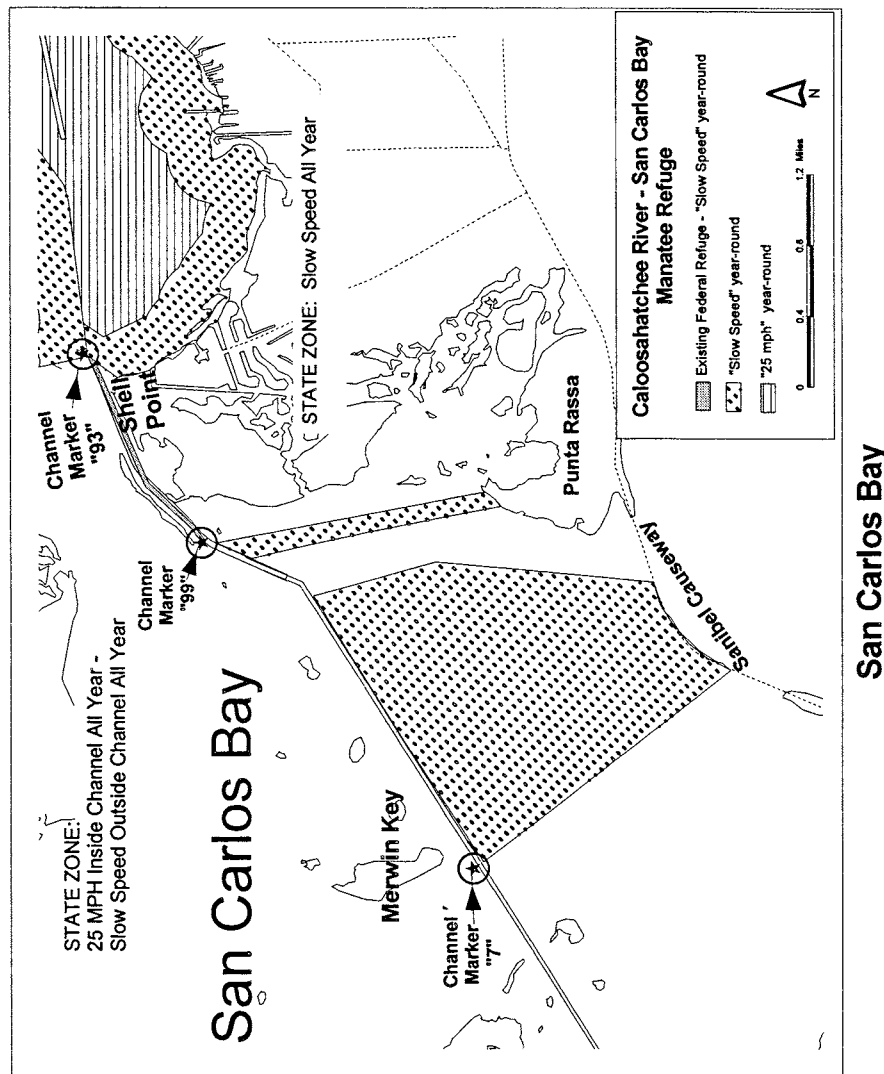 STATE ZONE:
25 MPH Inside Channel All Year -
Slow Speed Outside Channel All Year
San Carlos Bay
Channel
Marker
"93"
Shell
Point
Channel
Marker
"99"
STATE ZONE: Slow Speed All Year
Merwin Key
Channel
Marker
"7"
Punta Rassa
Sanibel Causeway
Caloosahatchee River - San Carlos Bay
Manatee Refuge
Existing Federal Refuge - "Slow Speed" year-round
"Slow Speed" year-round
"25 mph" year-round
0 0.4 0.8 1.2 Miles
N
San Carlos Bay